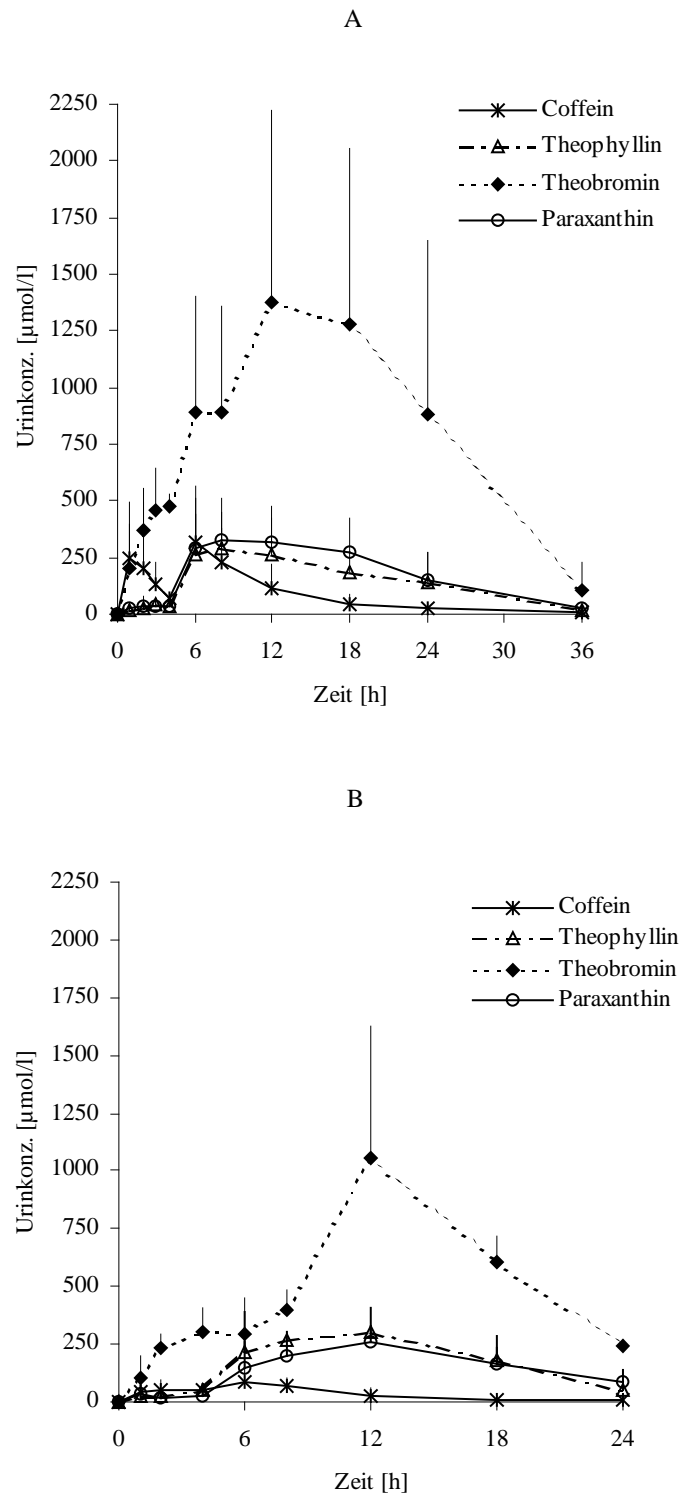 A
Urinkonz. [µmol/l]
2250
2000
1750
1500
1250
1000
750
500
250
0
0 6 12 18 24 30 36
Zeit [h]
Coffein
Theophyllin
Theobromin
Paraxanthin
B
Urinkonz. [µmol/l]
2250
2000
1750
1500
1250
1000
750
500
250
0
0 6 12 18 24
Zeit [h]
Coffein
Theophyllin
Theobromin
Paraxanthin